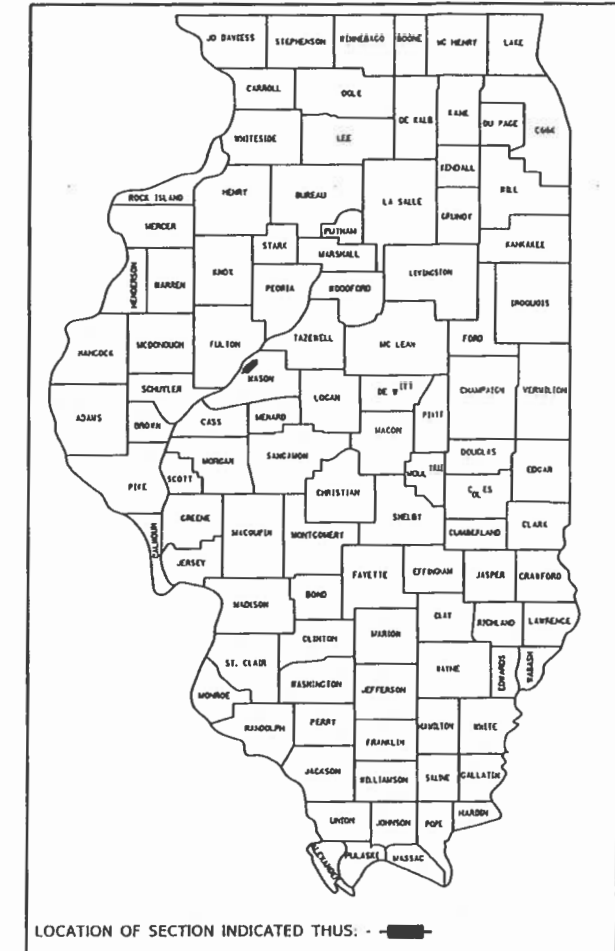 JO DAVIESS STEPHENSON WINNEBAGO BOONE MC HENRY LAKE
CARROLL OGLE DE KALB KANE DU PAGE COOK
WHITESIDE LEE
KENDALL
ROCK ISLAND HENRY BUREAU LA SALLE GRUNDY WILL
MERCER STARK PUTNAM
MARSHALL KANKAKEE
HENDERSON WARREN KNOX PEORIA WOODFORD LIVINGSTON IROQUOIS
HANCOCK MCDONOUGH FULTON TAZEWELL MC LEAN FORD
MASON
SCHUYLER LOGAN DE WITT CHAMPAIGN VERMILION
ADAMS BROWN CASS MENARD MACON PIATT
DOUGLAS
PIKE SCOTT MORGAN SANGAMON MOULTRIE EDGAR
CHRISTIAN COLES
GREENE MACOUPIN MONTGOMERY SHELBY CUMBERLAND CLARK
CALHOUN JERSEY
FAYETTE EFFINGHAM JASPER CRAWFORD
MADISON BOND
CLAY RICHLAND LAWRENCE
CLINTON MARION
ST. CLAIR WAYNE EDWARDS WABASH
WASHINGTON JEFFERSON
MONROE
RANDOLPH PERRY HAMILTON WHITE
FRANKLIN
JACKSON WILLIAMSON SALINE GALLATIN
UNION JOHNSON POPE HARDIN
ALEXANDER PULASKI MASSAC
LOCATION OF SECTION INDICATED THUS: -